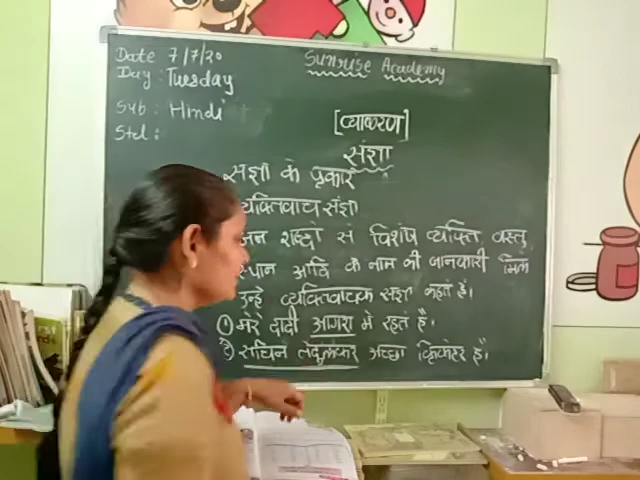 Date 7/7/20
Sunrise Academy
Day: Tuesday
Sub: Hindi
Std:
[व्याकरण]
संज्ञा
संज्ञा के प्रकार
व्यक्तिवाच संज्ञा
जिन शब्दो से विशेष व्यक्ति, वस्तु,
स्थान आदि के नाम की जानकारी मिले
उन्हे व्यक्तिवाचक संज्ञा कहते है।
① मेरे दादी आगरा मे रहते है।
② सचिन तेंदुलकर अच्छा क्रिकेटर है।